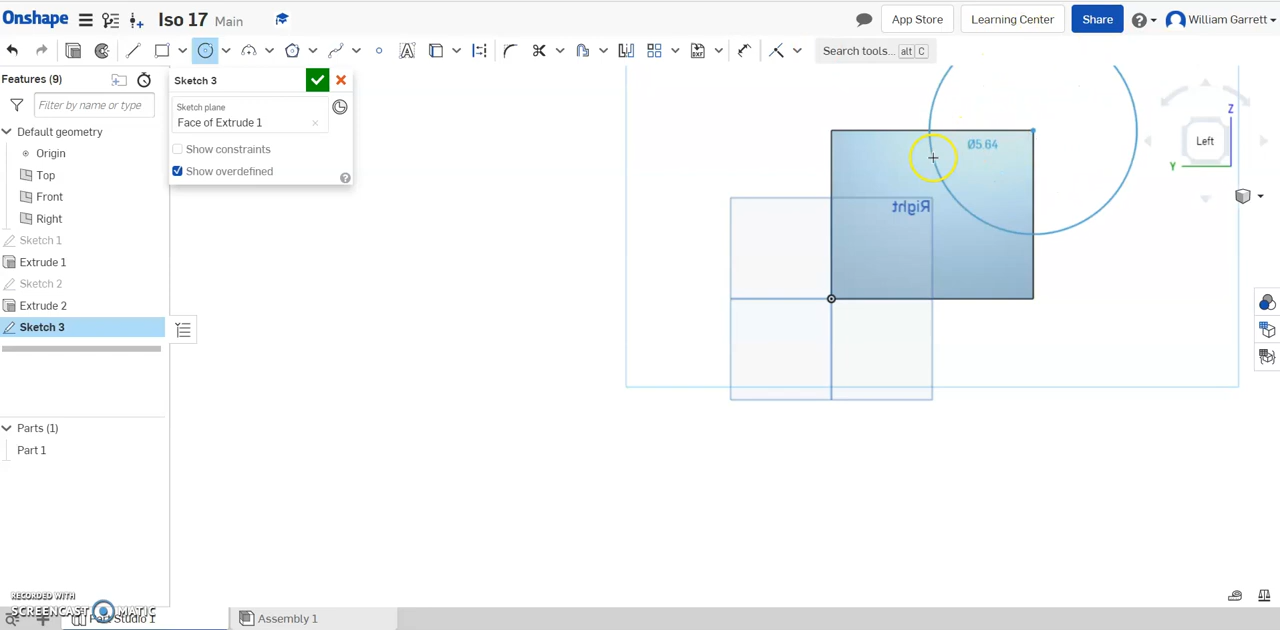 Onshape
Iso 17 Main
App Store
Learning Center
Share
William Garrett
Search tools... alt C
Features (9)
Filter by name or type
Default geometry
Origin
Top
Front
Right
Sketch 1
Extrude 1
Sketch 2
Extrude 2
Sketch 3
Parts (1)
Part 1
Sketch 3
Sketch plane
Face of Extrude 1
Show constraints
Show overdefined
Ø5.64
Right
Left
Z
Y
RECORDED WITH
SCREENCAST MATIC
Part Studio 1
Assembly 1